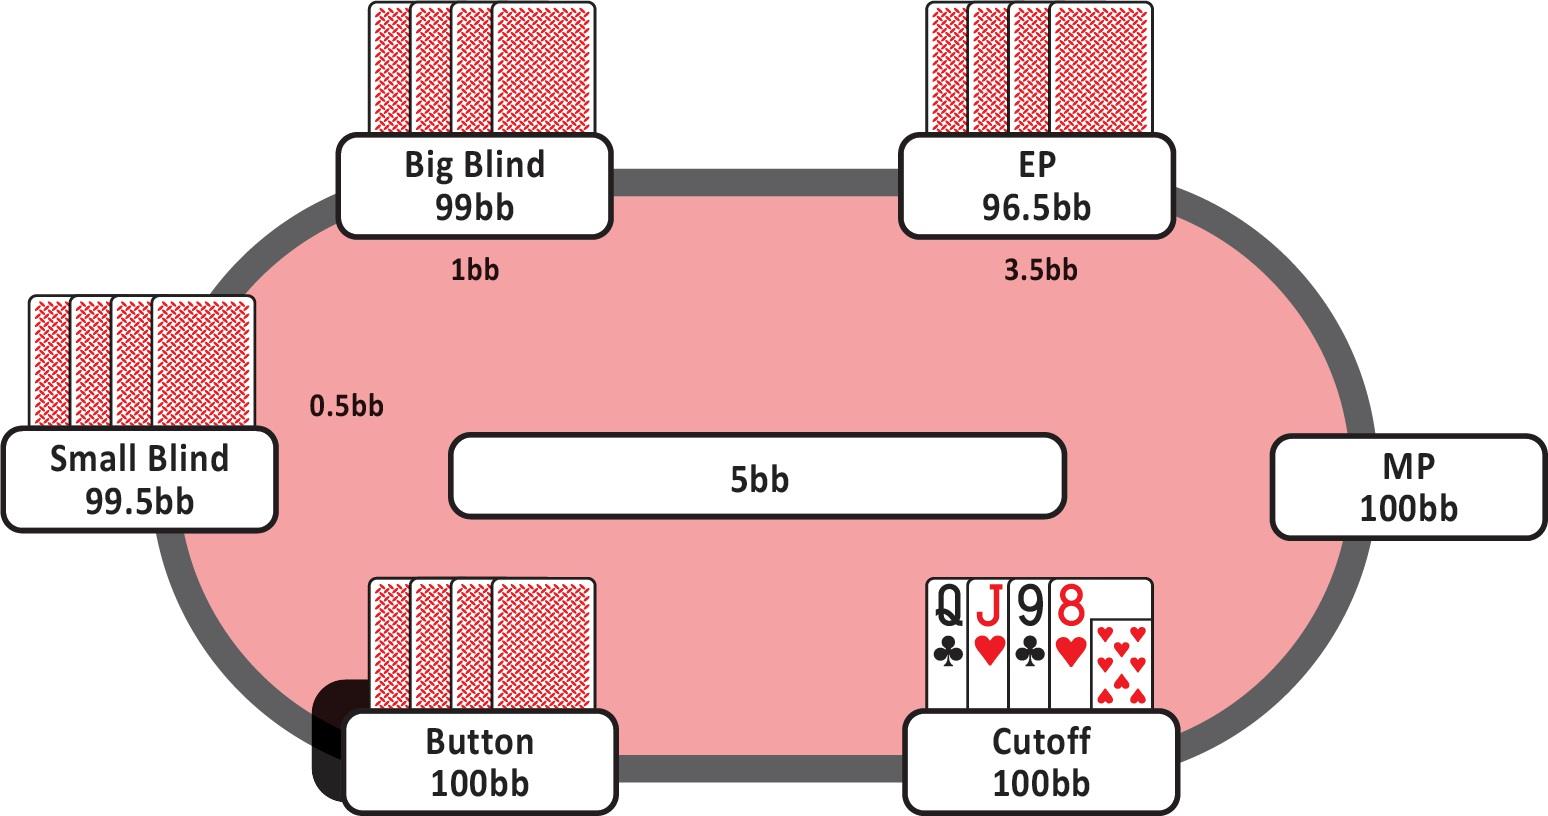 Big Blind
99bb
EP
96.5bb
1bb
3.5bb
0.5bb
Small Blind
99.5bb
5bb
MP
100bb
Q♣ J♥ 9♣ 8♥
Button
100bb
Cutoff
100bb